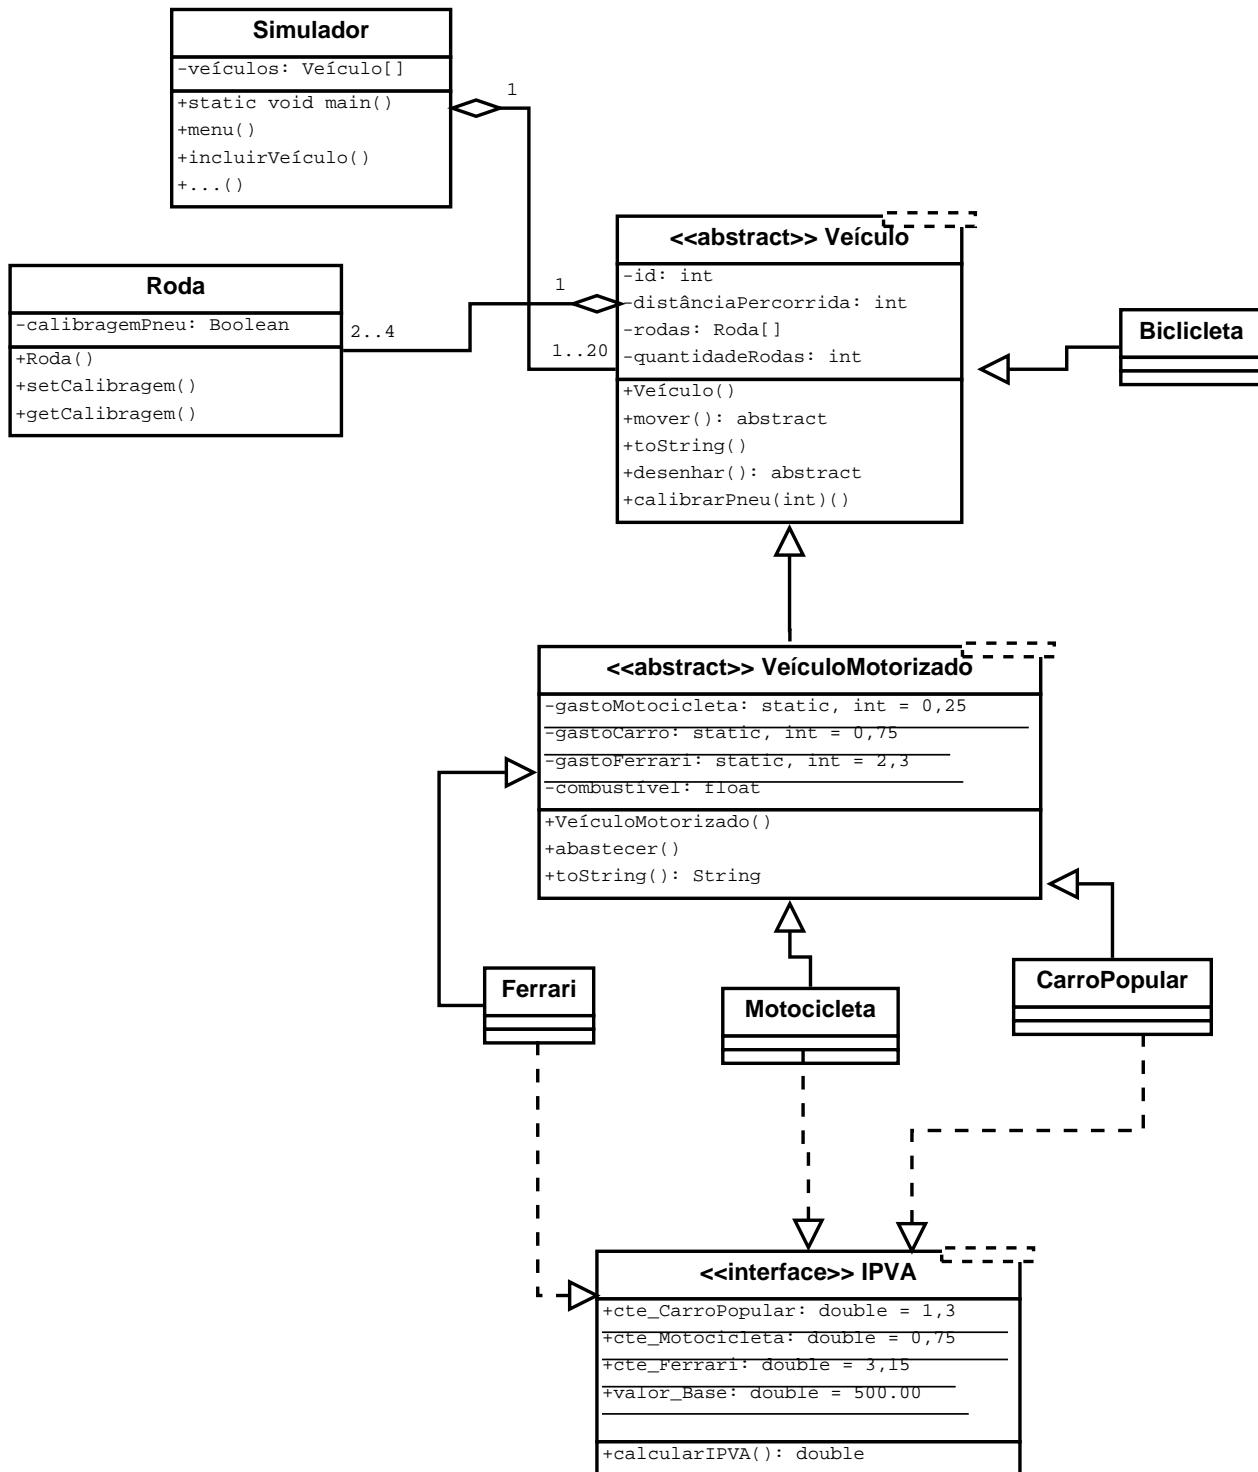 Simulador
-veículos: Veículo[]
+static void main()
+menu()
+incluirVeículo()
+...()
1
<<abstract>> Veículo
-id: int
-distânciaPercorrida: int
-rodas: Roda[]
-quantidadeRodas: int
+Veículo()
+mover(): abstract
+toString()
+desenhar(): abstract
+calibrarPneu(int)()
Roda
-calibragemPneu: Boolean
+Roda()
+setCalibragem()
+getCalibragem()
1
2..4
1..20
Biclicleta
<<abstract>> VeículoMotorizado
-gastoMotocicleta: static, int = 0,25
-gastoCarro: static, int = 0,75
-gastoFerrari: static, int = 2,3
-combustível: float
+VeículoMotorizado()
+abastecer()
+toString(): String
Ferrari
Motocicleta
CarroPopular
<<interface>> IPVA
+cte_CarroPopular: double = 1,3
+cte_Motocicleta: double = 0,75
+cte_Ferrari: double = 3,15
+valor_Base: double = 500.00
+calcularIPVA(): double